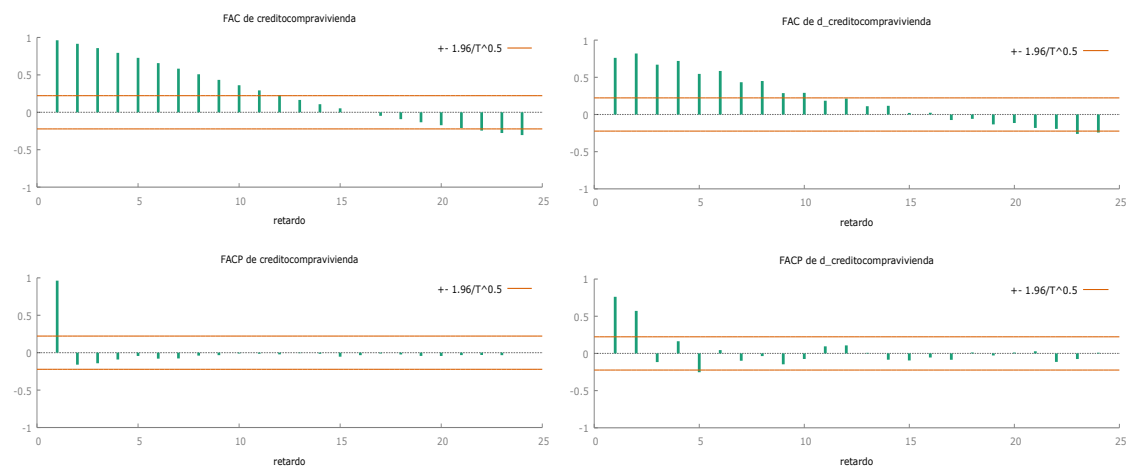 FAC de creditocompravivienda
+- 1.96/T^0.5
1
0.5
0
-0.5
-1
0 5 10 15 20 25
retardo
FAC de d_creditocompravivienda
+- 1.96/T^0.5
1
0.5
0
-0.5
-1
0 5 10 15 20 25
retardo
FACP de creditocompravivienda
+- 1.96/T^0.5
1
0.5
0
-0.5
-1
0 5 10 15 20 25
retardo
FACP de d_creditocompravivienda
+- 1.96/T^0.5
1
0.5
0
-0.5
-1
0 5 10 15 20 25
retardo